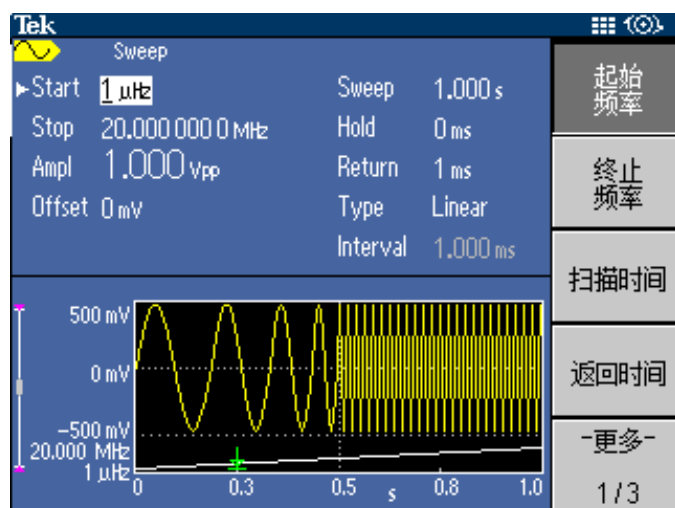 Tek
Sweep
Start 1 µHz
Stop 20.000 000 0 MHz
Ampl 1.000 Vpp
Offset 0 mV
Sweep 1.000 s
Hold 0 ms
Return 1 ms
Type Linear
Interval 1.000 ms
500 mV
0 mV
-500 mV
20.000 MHz
1 µHz
0 0.3 0.5 s 0.8 1.0
起始
频率
终止
频率
扫描时间
返回时间
-更多-
1/3